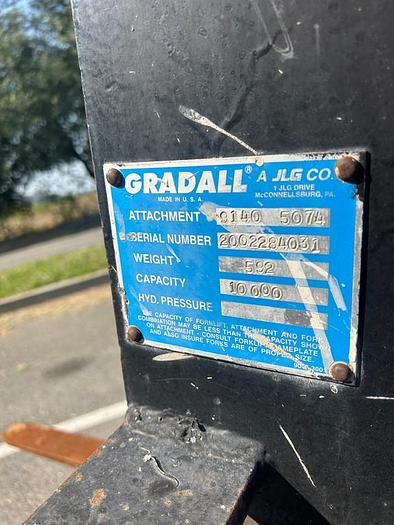 GRADALL® A JLG CO.
MADE IN U.S.A. 1 JLG DRIVE
McCONNELLSBURG, PA.
ATTACHMENT 9140 5074
SERIAL NUMBER 2002284031
WEIGHT 592
CAPACITY 10,000
HYD. PRESSURE
THE CAPACITY OF FORKLIFT, ATTACHMENT AND FORK
COMBINATION MAY BE LESS THAN CAPACITY SHOWN
ON ATTACHMENT - CONSULT FORKLIFT NAMEPLATE
AND ALSO INSURE FORKS ARE OF PROPER SIZE.